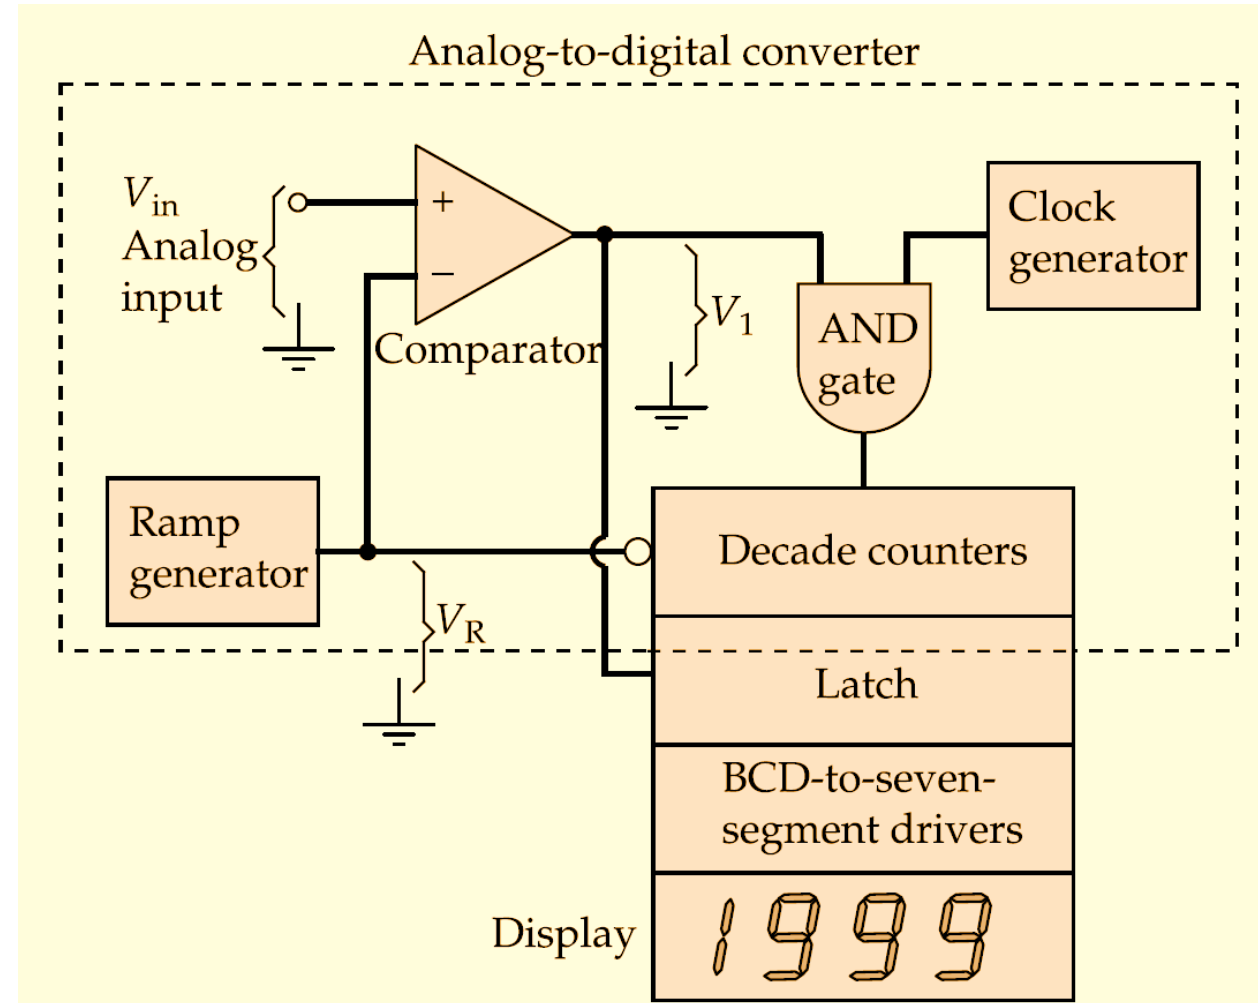 Analog-to-digital converter
V_in
Analog
input
+
−
Comparator
V_1
Clock
generator
AND
gate
Ramp
generator
V_R
Decade counters
Latch
BCD-to-seven-
segment drivers
Display
1999